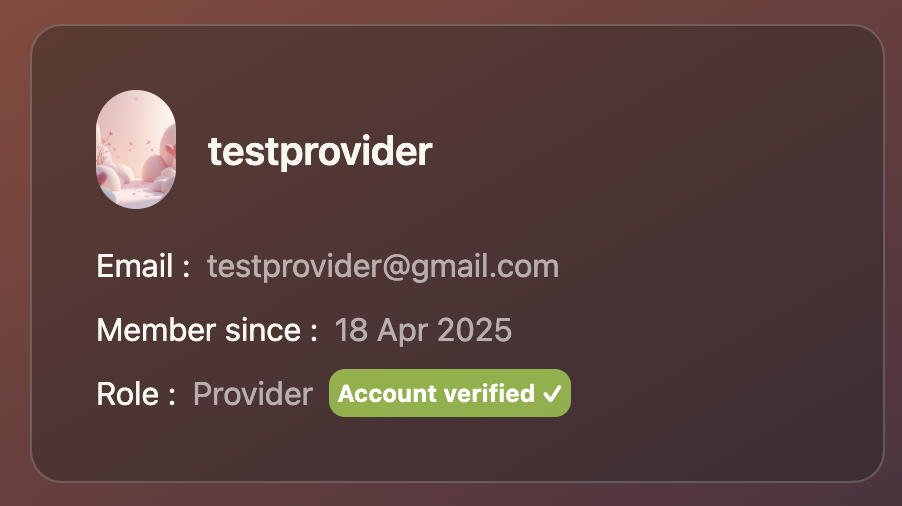 testprovider
Email : testprovider@gmail.com
Member since : 18 Apr 2025
Role : Provider Account verified ✓